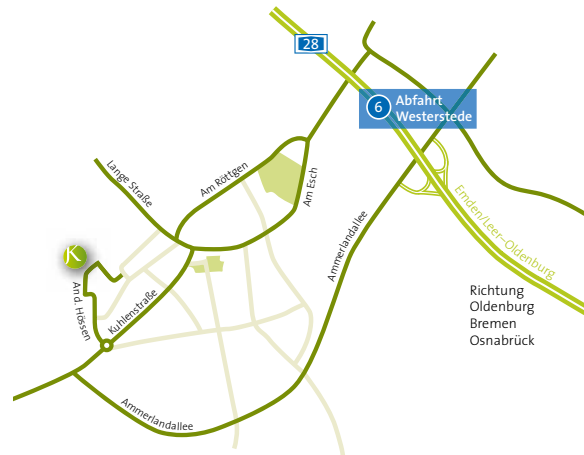 28
6
Abfahrt
Westerstede
Lange Straße
Am Röttgen
Am Esch
Ammerlandallee
Emden/Leer-Oldenburg
K
An d. Hössen
Kuhlenstraße
Richtung
Oldenburg
Bremen
Osnabrück
Ammerlandallee